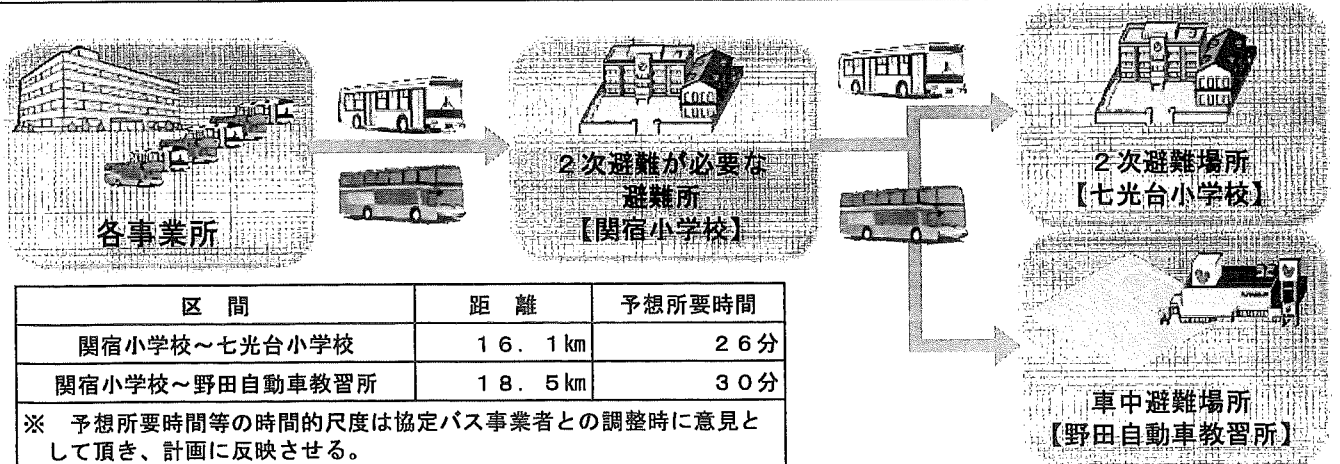 各事業所
2次避難が必要な
避難所
【関宿小学校】
2次避難場所
【七光台小学校】
車中避難場所
【野田自動車教習所】
区 間 距 離 予想所要時間
関宿小学校~七光台小学校 16.1㎞ 26分
関宿小学校~野田自動車教習所 18.5㎞ 30分
※ 予想所要時間等の時間的尺度は協定バス事業者との調整時に意見と
して頂き、計画に反映させる。